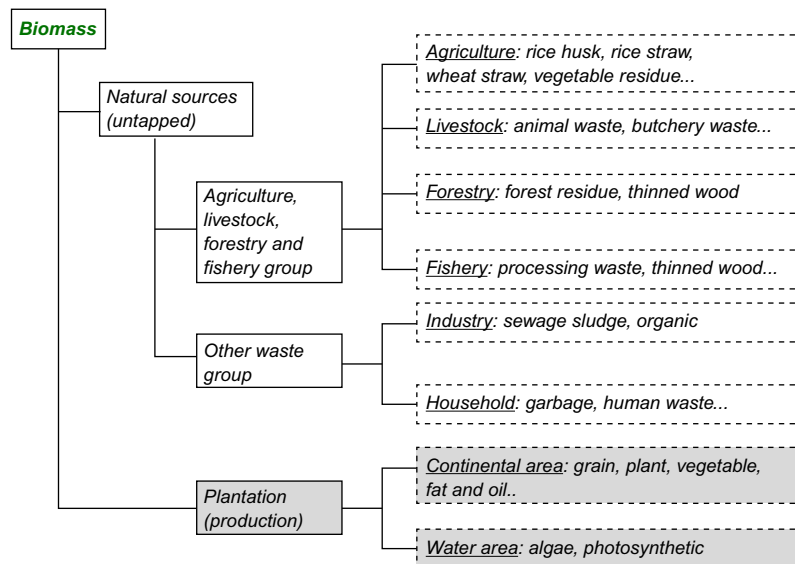 Biomass
Natural sources
(untapped)
Agriculture,
livestock,
forestry and
fishery group
Other waste
group
Plantation
(production)
Agriculture: rice husk, rice straw,
wheat straw, vegetable residue...
Livestock: animal waste, butchery waste...
Forestry: forest residue, thinned wood
Fishery: processing waste, thinned wood...
Industry: sewage sludge, organic
Household: garbage, human waste...
Continental area: grain, plant, vegetable,
fat and oil..
Water area: algae, photosynthetic